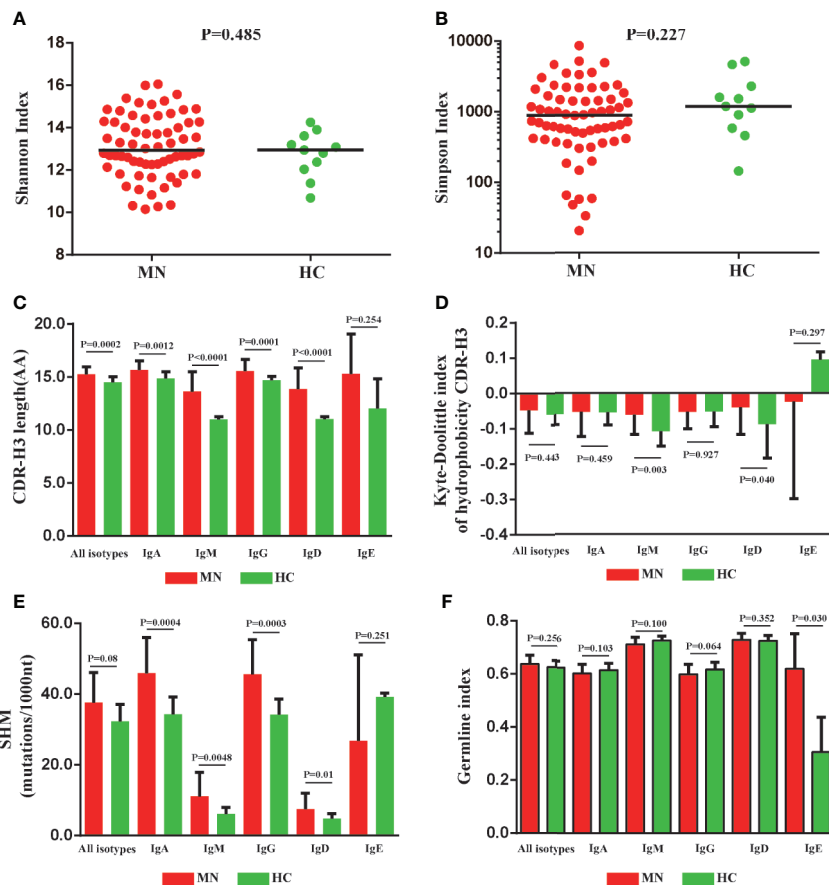 A
P=0.485
Shannon Index
18
16
14
12
10
8
MN
HC
B
P=0.227
Simpson Index
10000
1000
100
10
MN
HC
C
CDR-H3 length(AA)
20.0
15.0
10.0
5.0
0.0
P=0.0002
P=0.0012
P<0.0001
P=0.0001
P<0.0001
P=0.254
All isotypes
IgA
IgM
IgG
IgD
IgE
MN
HC
D
Kyte-Doolittle index
of hydrophobicity CDR-H3
0.2
0.1
0.0
-0.1
-0.2
-0.3
-0.4
P=0.443
P=0.459
P=0.003
P=0.927
P=0.040
P=0.297
All isotypes
IgA
IgM
IgG
IgD
IgE
MN
HC
E
SHM
(mutations/1000nt)
60.0
40.0
20.0
0.0
P=0.08
P=0.0004
P=0.0048
P=0.0003
P=0.01
P=0.251
All isotypes
IgA
IgM
IgG
IgD
IgE
MN
HC
F
Germline index
0.8
0.6
0.4
0.2
0.0
P=0.256
P=0.103
P=0.100
P=0.064
P=0.352
P=0.030
All isotypes
IgA
IgM
IgG
IgD
IgE
MN
HC